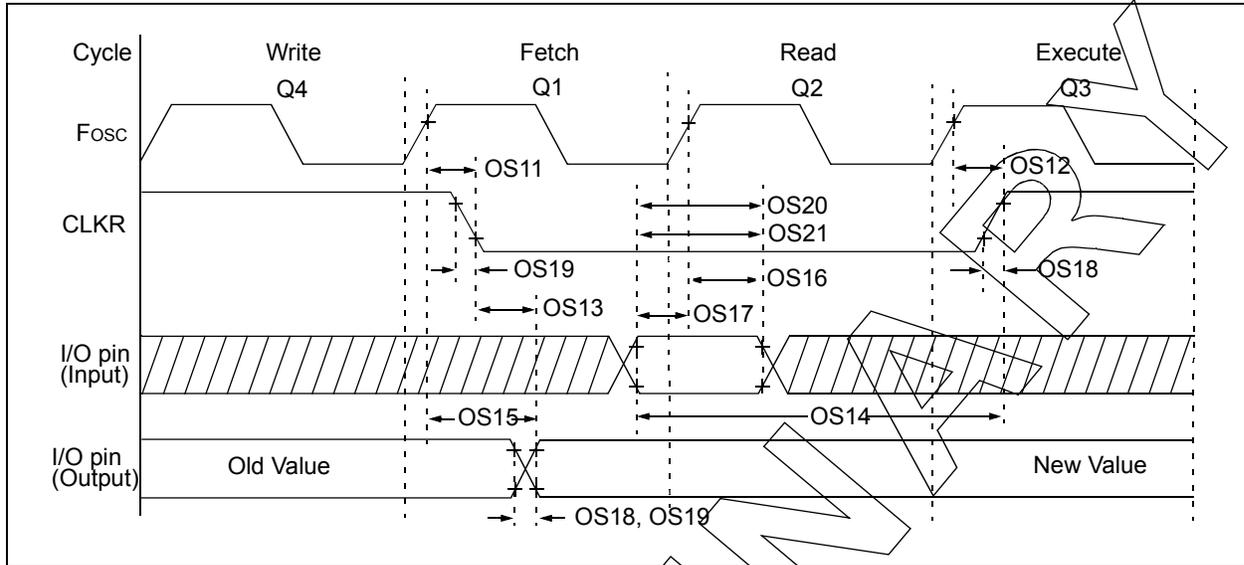 Cycle Write Fetch Read Execute
Q4 Q1 Q2 Q3
Fosc
OS11 OS12
CLKR
OS20
OS21
OS19 OS18
OS16
OS13
OS17
I/O pin
(Input)
OS15 OS14
I/O pin
(Output)
Old Value New Value
OS18, OS19
NARY